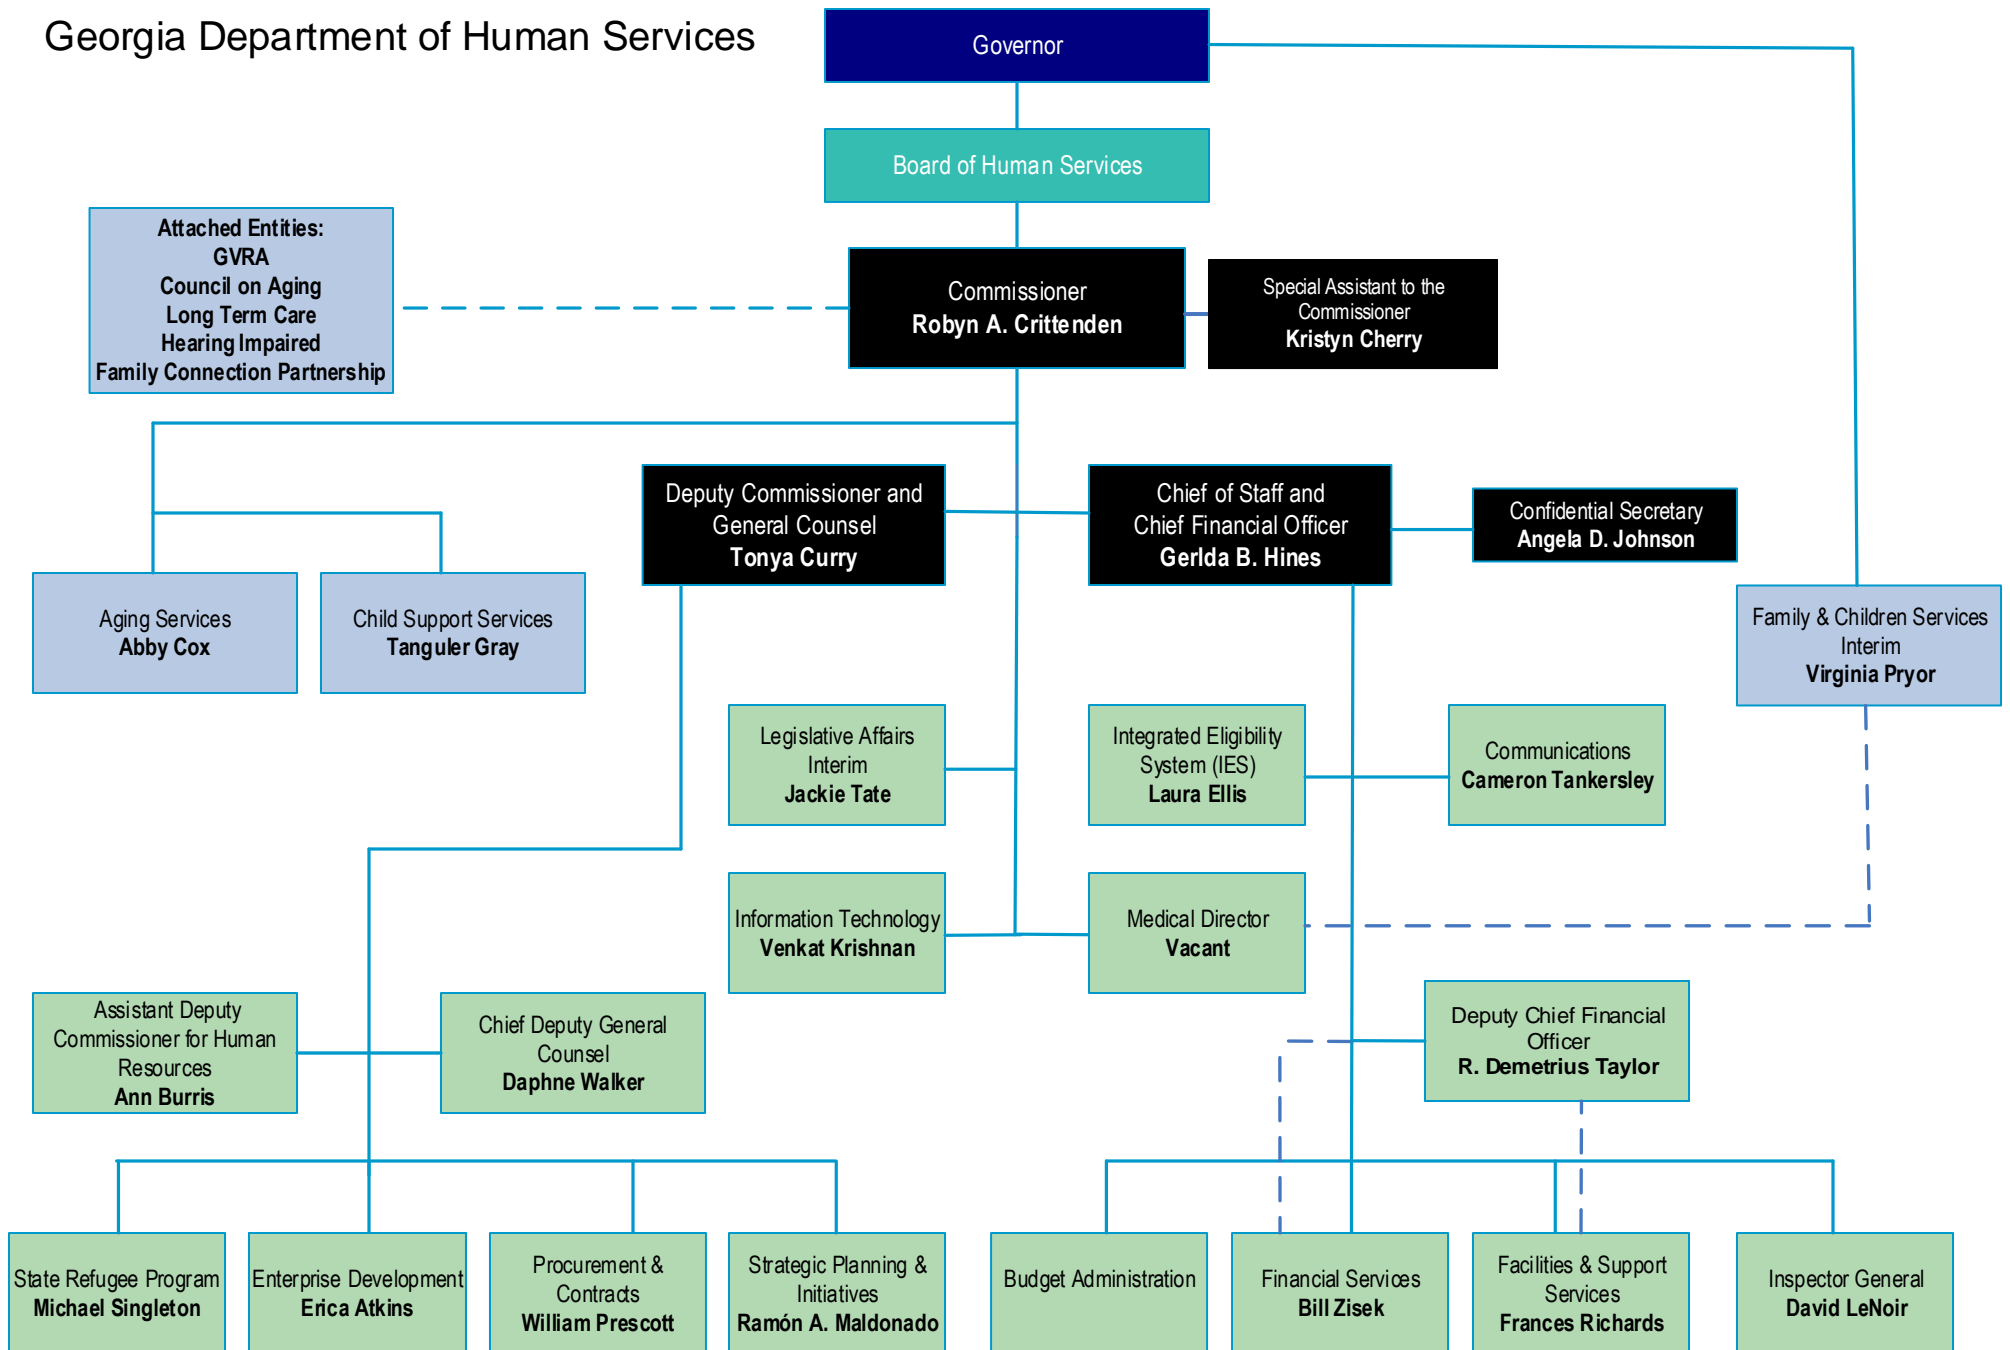 Georgia Department of Human Services
Governor
Board of Human Services
Attached Entities:
GVRA
Council on Aging
Long Term Care
Hearing Impaired
Family Connection Partnership
Commissioner
Robyn A. Crittenden
Special Assistant to the
Commissioner
Kristyn Cherry
Deputy Commissioner and
General Counsel
Tonya Curry
Chief of Staff and
Chief Financial Officer
Gerlda B. Hines
Confidential Secretary
Angela D. Johnson
Aging Services
Abby Cox
Child Support Services
Tanguler Gray
Family & Children Services
Interim
Virginia Pryor
Legislative Affairs
Interim
Jackie Tate
Integrated Eligibility
System (IES)
Laura Ellis
Communications
Cameron Tankersley
Information Technology
Venkat Krishnan
Medical Director
Vacant
Assistant Deputy
Commissioner for Human
Resources
Ann Burris
Chief Deputy General
Counsel
Daphne Walker
Deputy Chief Financial
Officer
R. Demetrius Taylor
State Refugee Program
Michael Singleton
Enterprise Development
Erica Atkins
Procurement &
Contracts
William Prescott
Strategic Planning &
Initiatives
Ramón A. Maldonado
Budget Administration
Financial Services
Bill Zisek
Facilities & Support
Services
Frances Richards
Inspector General
David LeNoir